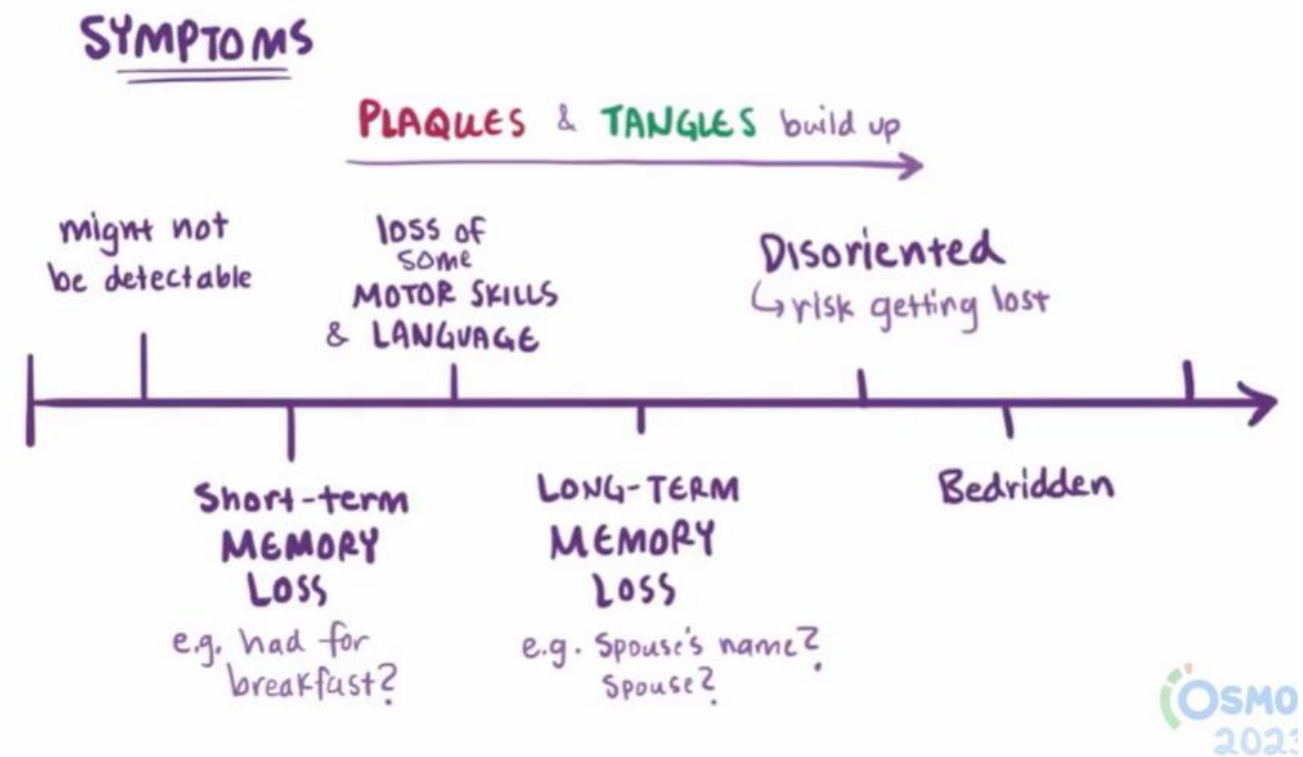 SYMPTOMS
PLAQUES & TANGLES build up
might not
be detectable
loss of
some
MOTOR SKILLS
& LANGUAGE
Disoriented
↳risk getting lost
Short-term
MEMORY
LOSS
e.g. had for
breakfast?
LONG-TERM
MEMORY
LOSS
e.g. Spouse's name?
Spouse?
Bedridden
OSMO
2023